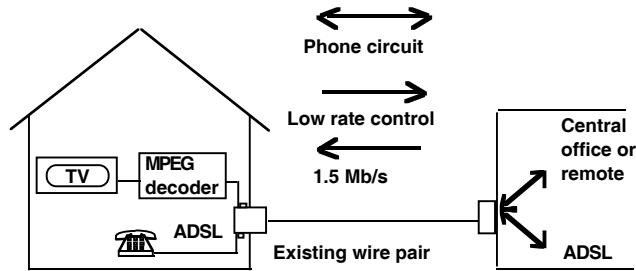 Phone circuit
Low rate control
1.5 Mb/s
Central
office or
remote
TV
MPEG
decoder
ADSL
Existing wire pair
ADSL